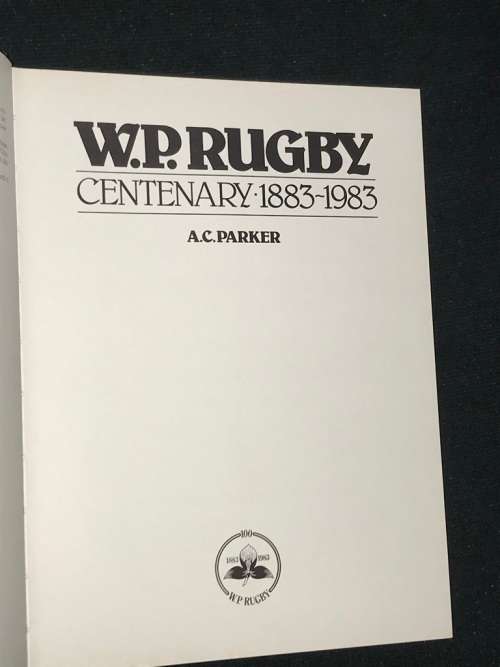 W.P. RUGBY
CENTENARY·1883~1983
A.C. PARKER
100
1883 1983
W.P. RUGBY